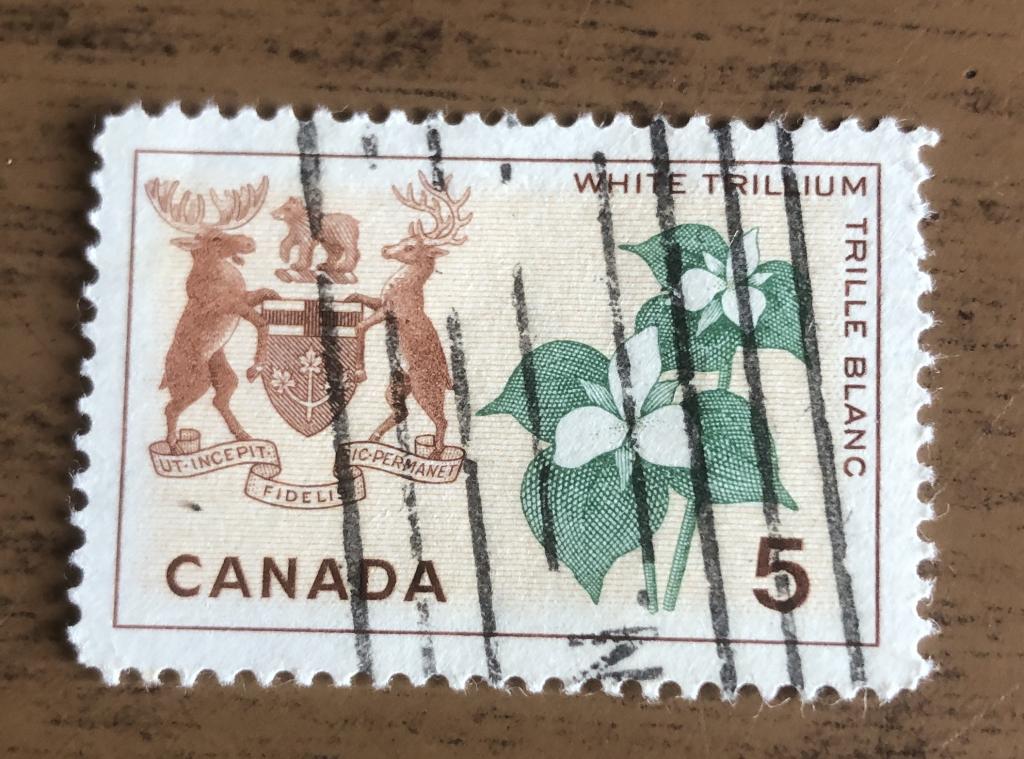 WHITE TRILLIUM
TRILLE BLANC
UT·INCEPIT·
FIDELIS
SIC·PERMANET
CANADA
5